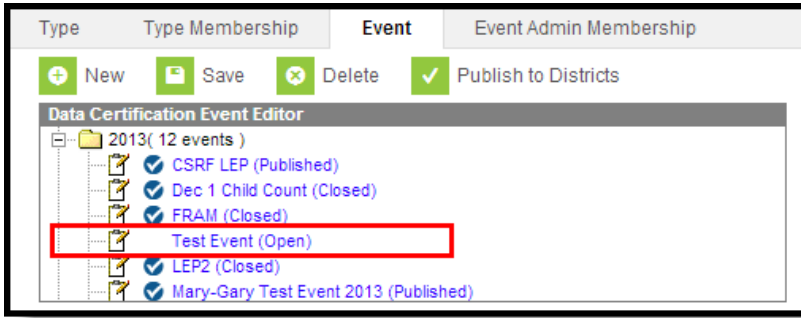 Type Type Membership Event Event Admin Membership
New Save Delete Publish to Districts
Data Certification Event Editor
2013( 12 events )
CSRF LEP (Published)
Dec 1 Child Count (Closed)
FRAM (Closed)
Test Event (Open)
LEP2 (Closed)
Mary-Gary Test Event 2013 (Published)